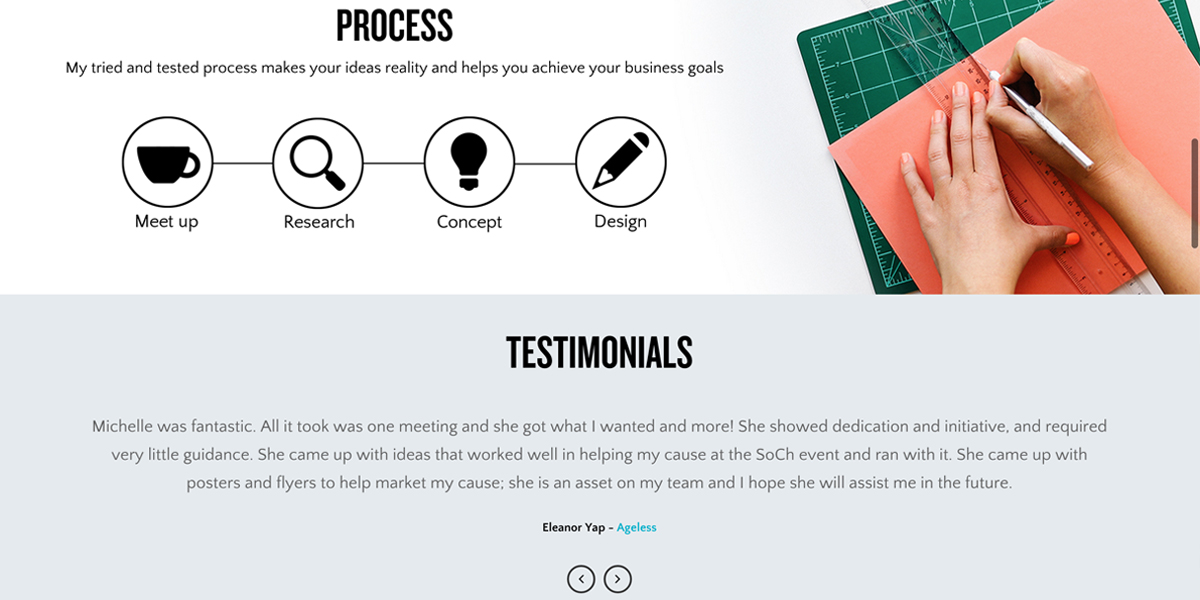 PROCESS
My tried and tested process makes your ideas reality and helps you achieve your business goals
Meet up
Research
Concept
Design
TESTIMONIALS
Michelle was fantastic. All it took was one meeting and she got what I wanted and more! She showed dedication and initiative, and required
very little guidance. She came up with ideas that worked well in helping my cause at the SoCh event and ran with it. She came up with
posters and flyers to help market my cause; she is an asset on my team and I hope she will assist me in the future.
Eleanor Yap – Ageless